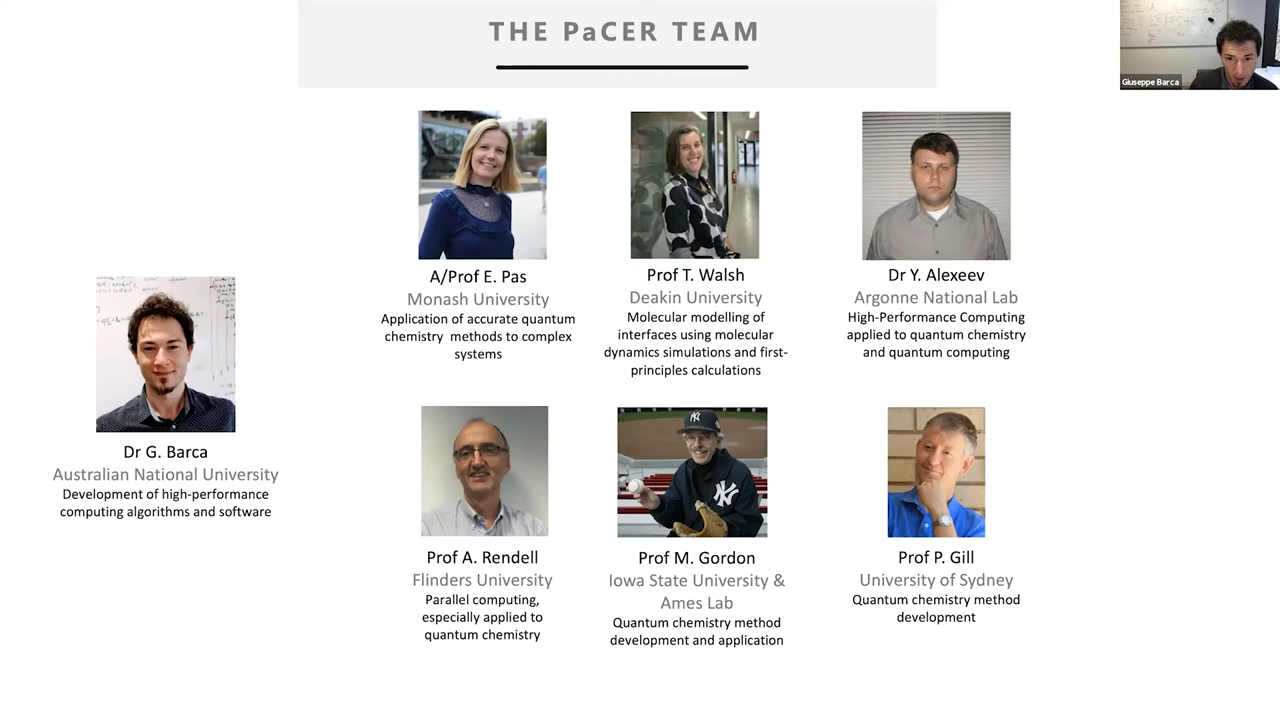 THE PaCER TEAM
Giuseppe Barca
A/Prof E. Pas
Monash University
Application of accurate quantum
chemistry methods to complex
systems
Prof T. Walsh
Deakin University
Molecular modelling of
interfaces using molecular
dynamics simulations and first-
principles calculations
Dr Y. Alexeev
Argonne National Lab
High-Performance Computing
applied to quantum chemistry
and quantum computing
Dr G. Barca
Australian National University
Development of high-performance
computing algorithms and software
Prof A. Rendell
Flinders University
Parallel computing,
especially applied to
quantum chemistry
Prof M. Gordon
Iowa State University &
Ames Lab
Quantum chemistry method
development and application
Prof P. Gill
University of Sydney
Quantum chemistry method
development